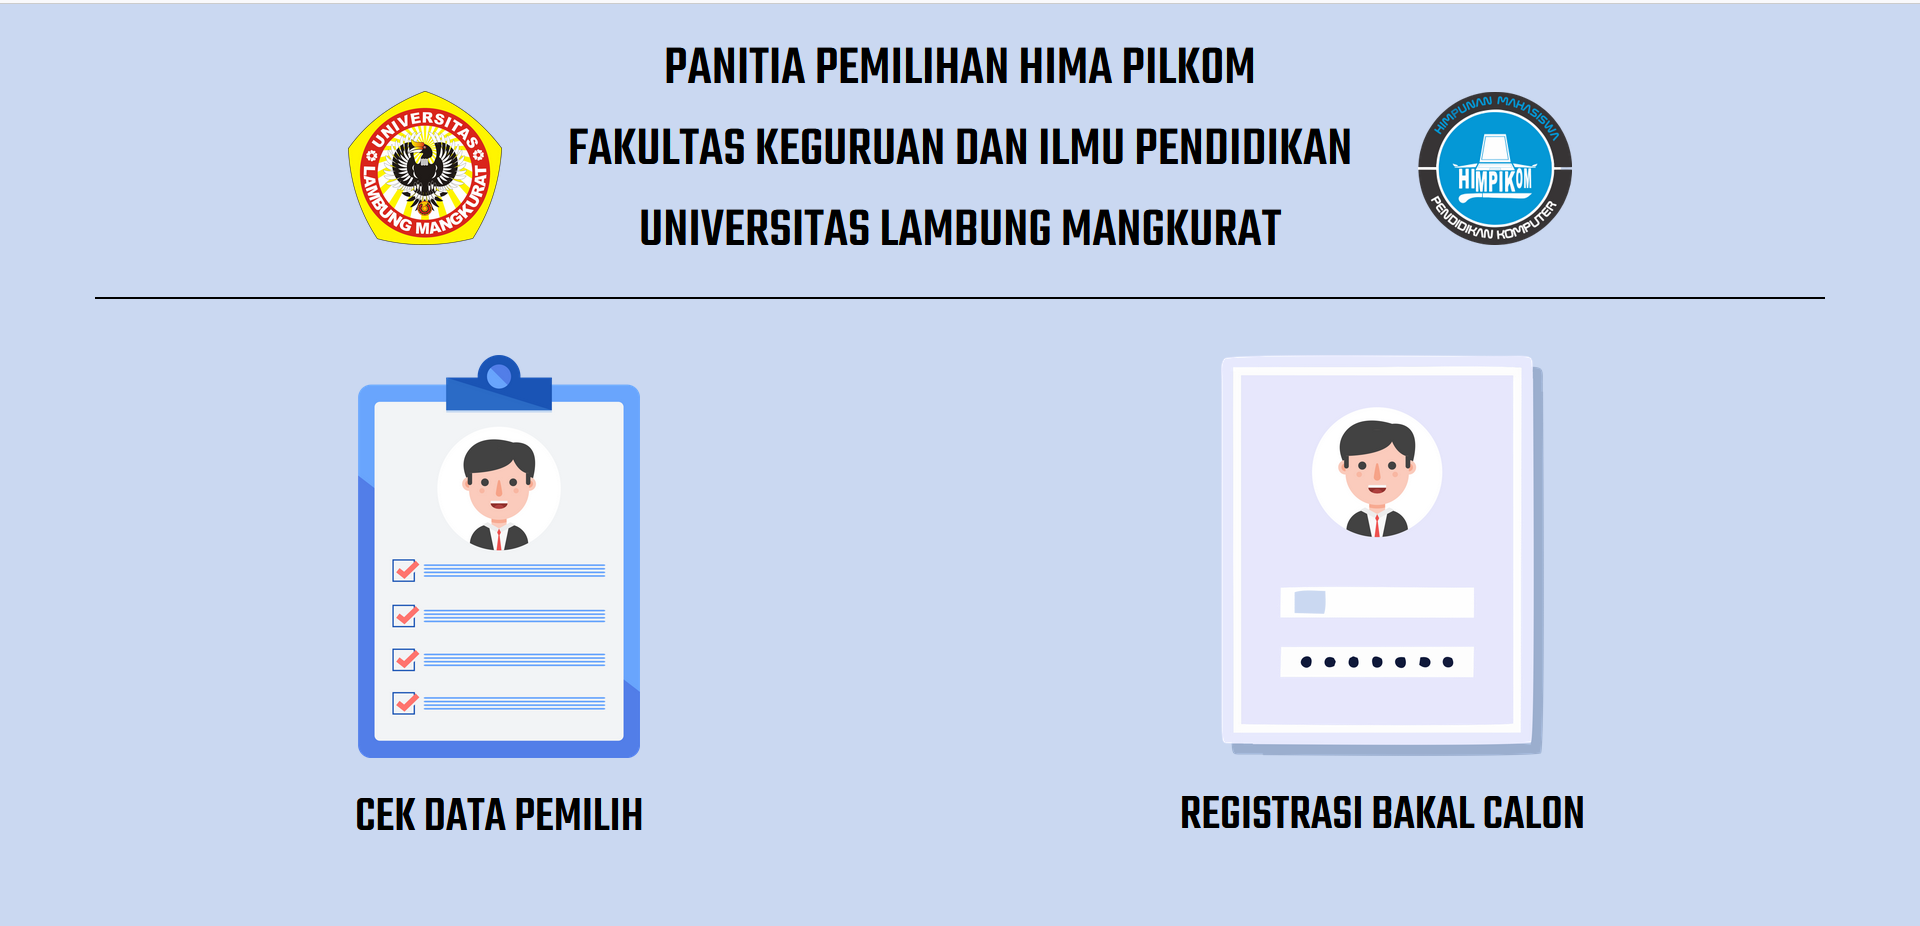 PANITIA PEMILIHAN HIMA PILKOM
FAKULTAS KEGURUAN DAN ILMU PENDIDIKAN
UNIVERSITAS LAMBUNG MANGKURAT
UNIVERSITAS
LAMBUNG MANGKURAT
HIMPUNAN MAHASISWA
HIMPIKOM
PENDIDIKAN KOMPUTER
CEK DATA PEMILIH
REGISTRASI BAKAL CALON